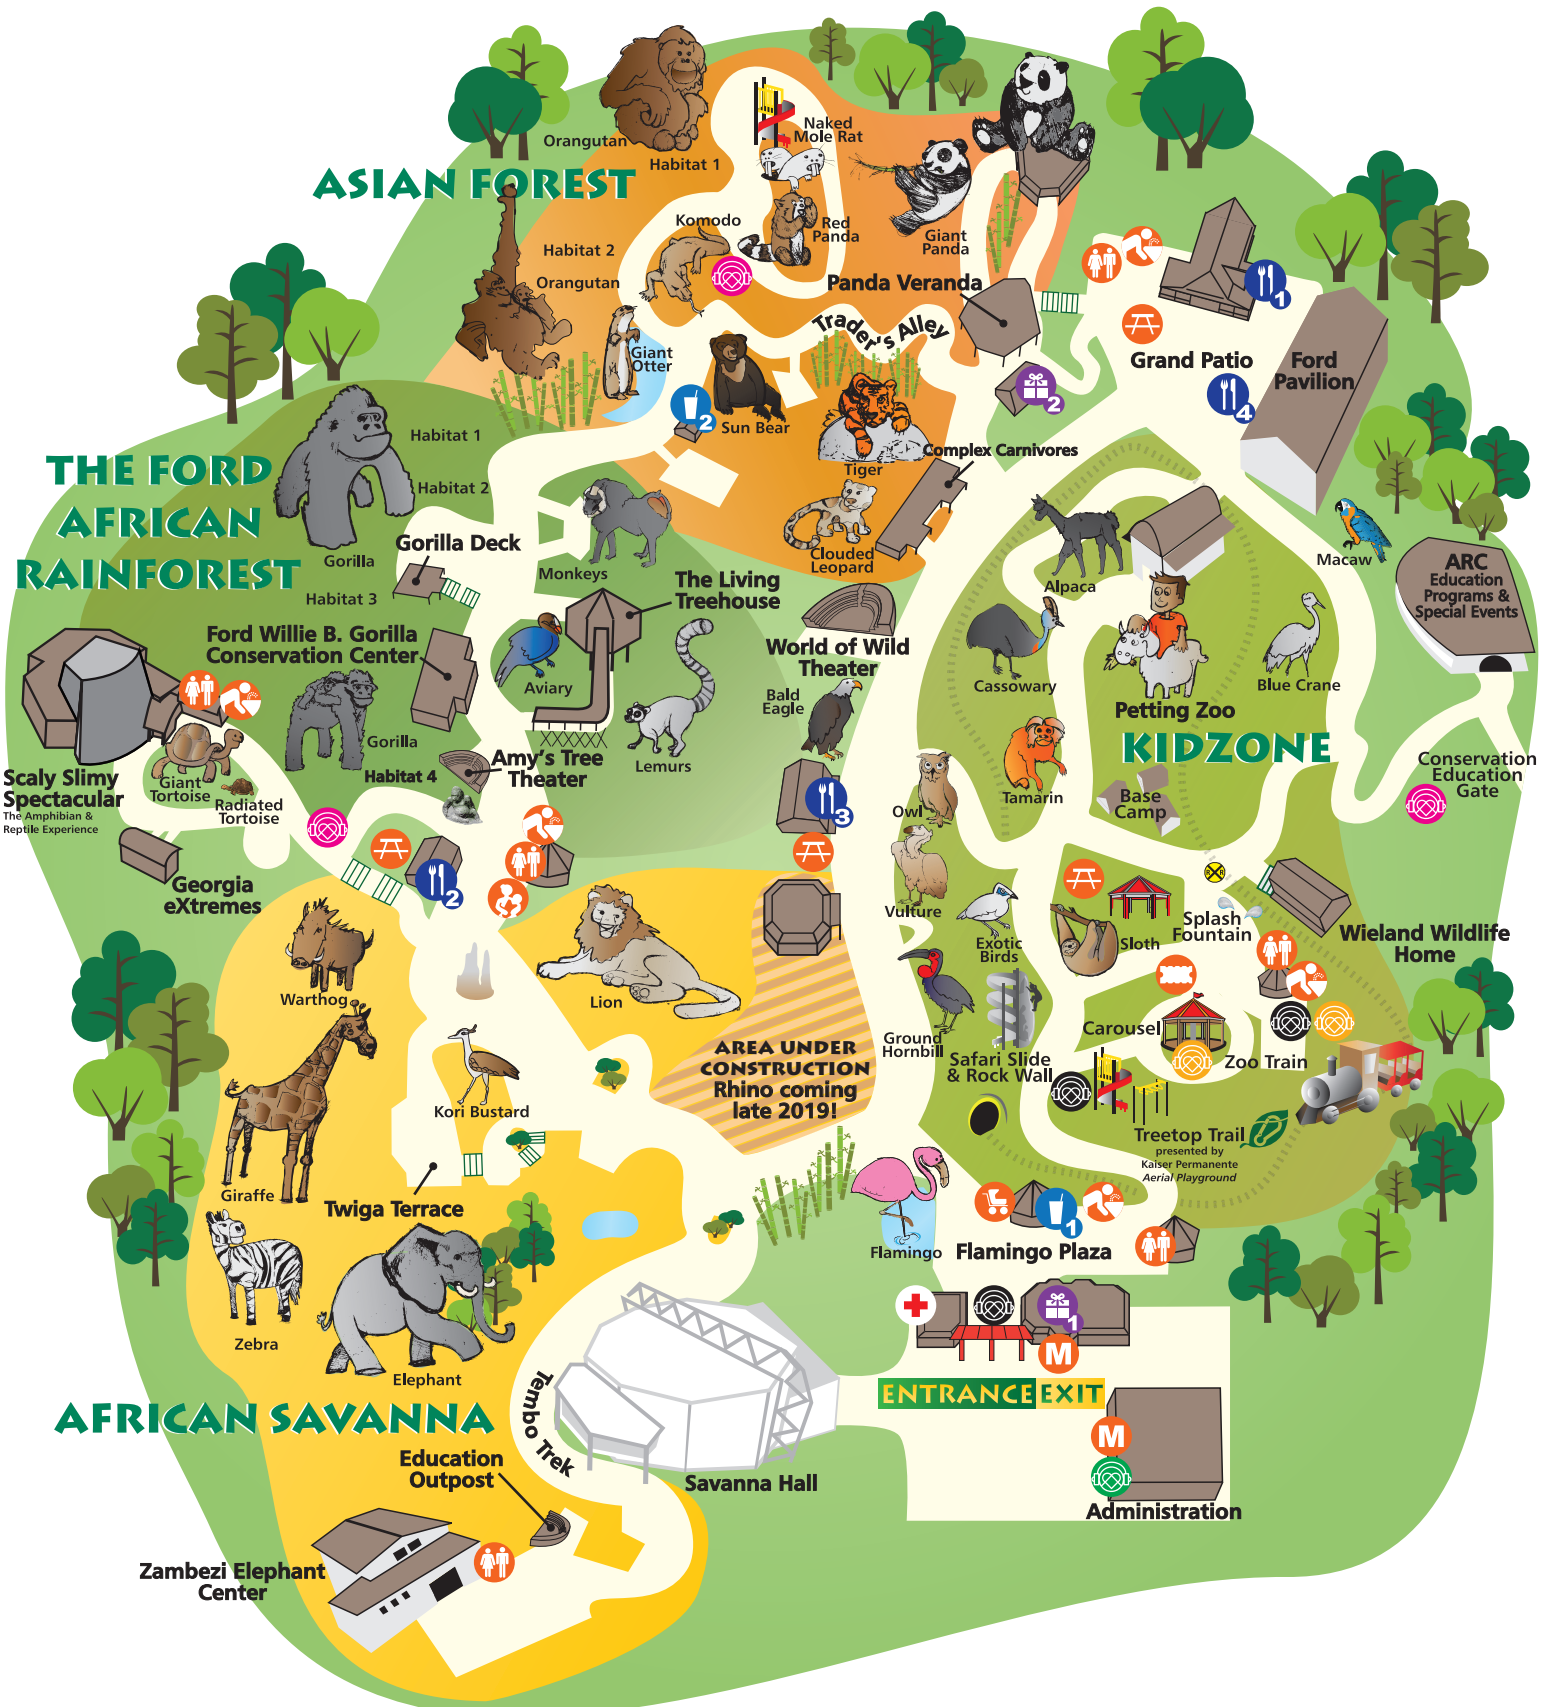 Orangutan
Habitat 1
ASIAN FOREST
Naked
Mole Rat
Komodo
Red
Panda
Giant
Panda
Habitat 2
Orangutan
Panda Veranda
Trader's Alley
Giant
Otter
2
Sun Bear
Tiger
Complex Carnivores
Clouded
Leopard
2
1
Grand Patio
4
Ford
Pavilion
THE FORD
AFRICAN
RAINFOREST
Habitat 1
Habitat 2
Gorilla
Gorilla Deck
Habitat 3
Monkeys
The Living
Treehouse
Ford Willie B. Gorilla
Conservation Center
Aviary
Gorilla
Habitat 4
Amy's Tree
Theater
Lemurs
World of Wild
Theater
Bald
Eagle
3
Scaly Slimy
Spectacular
The Amphibian &
Reptile Experience
Giant
Tortoise
Radiated
Tortoise
Georgia
eXtremes
2
Alpaca
Macaw
ARC
Education
Programs &
Special Events
Cassowary
Blue Crane
Petting Zoo
KIDZONE
Tamarin
Base
Camp
Conservation
Education
Gate
Owl
Vulture
Exotic
Birds
Sloth
R R
Splash
Fountain
Wieland Wildlife
Home
Ground
Hornbill
Safari Slide
& Rock Wall
Carousel
Zoo Train
Treetop Trail
presented by
Kaiser Permanente
Aerial Playground
Warthog
Lion
AREA UNDER
CONSTRUCTION
Rhino coming
late 2019!
Kori Bustard
Giraffe
Twiga Terrace
Zebra
Elephant
Flamingo
1
Flamingo Plaza
1
M
ENTRANCE EXIT
AFRICAN SAVANNA
Tembo Trek
Education
Outpost
Savanna Hall
M
Administration
Zambezi Elephant
Center